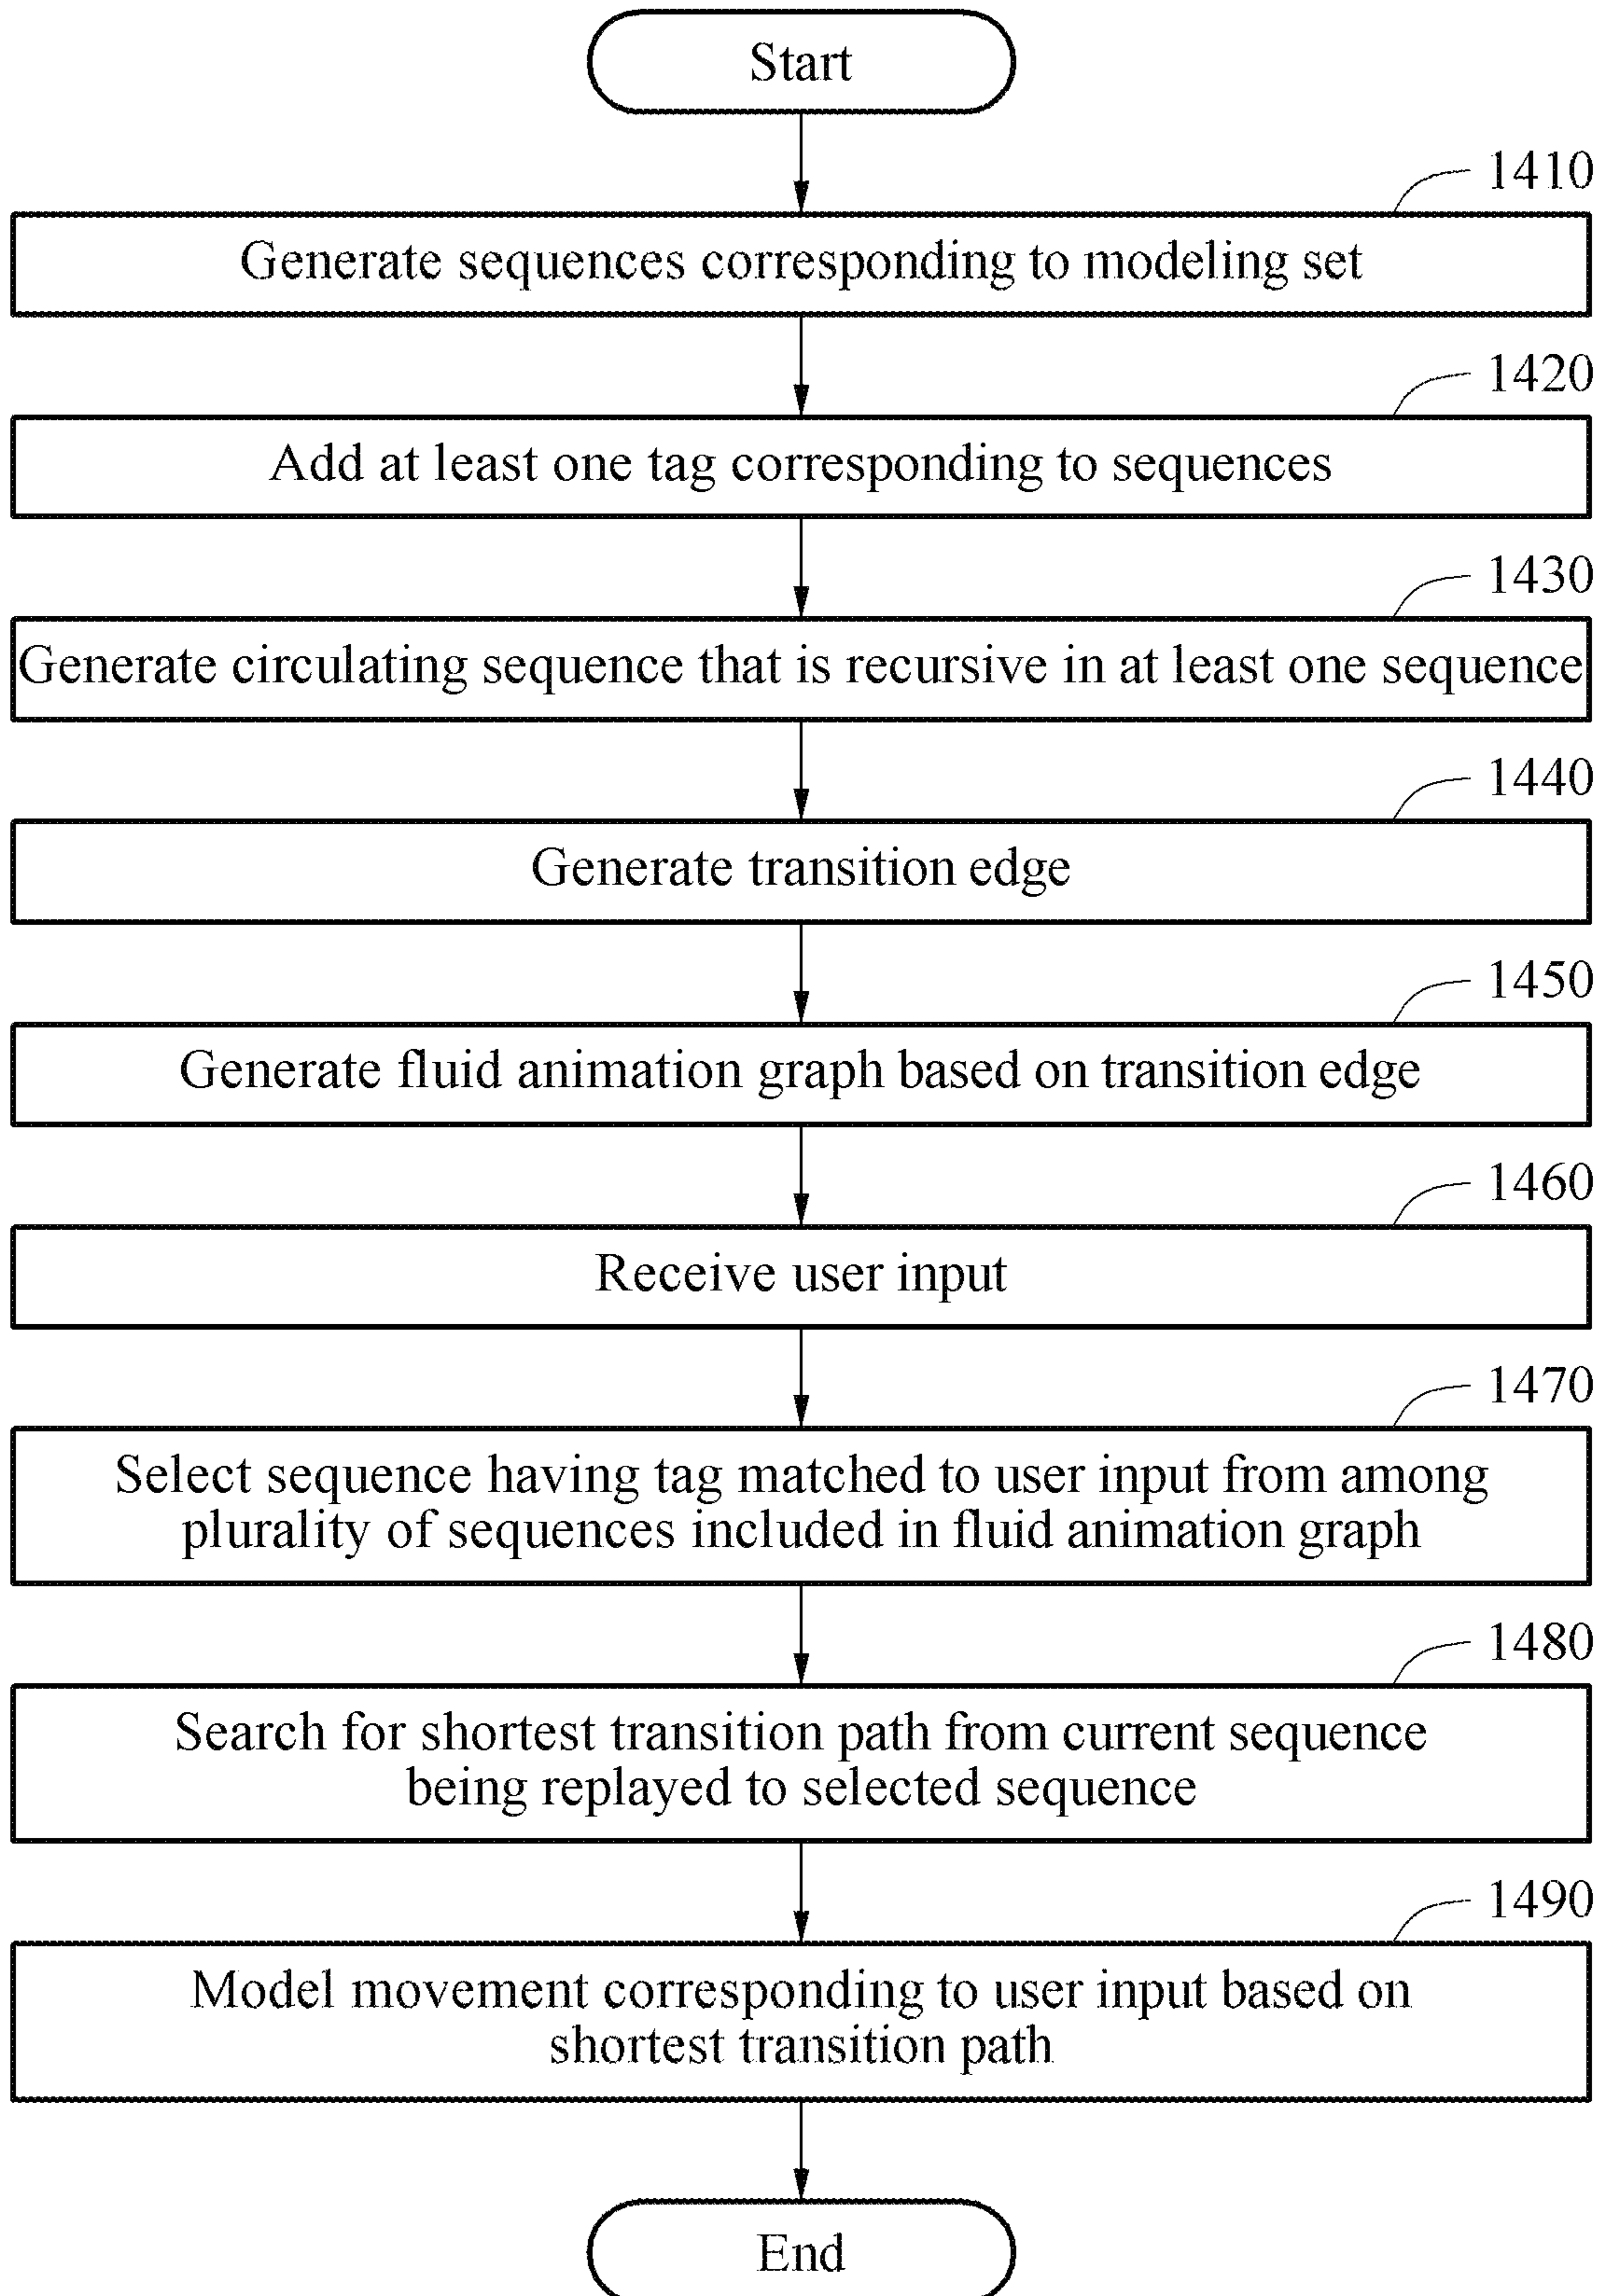 Start
1410
Generate sequences corresponding to modeling set
1420
Add at least one tag corresponding to sequences
1430
Generate circulating sequence that is recursive in at least one sequence
1440
Generate transition edge
1450
Generate fluid animation graph based on transition edge
1460
Receive user input
1470
Select sequence having tag matched to user input from among
plurality of sequences included in fluid animation graph
1480
Search for shortest transition path from current sequence
being replayed to selected sequence
1490
Model movement corresponding to user input based on
shortest transition path
End